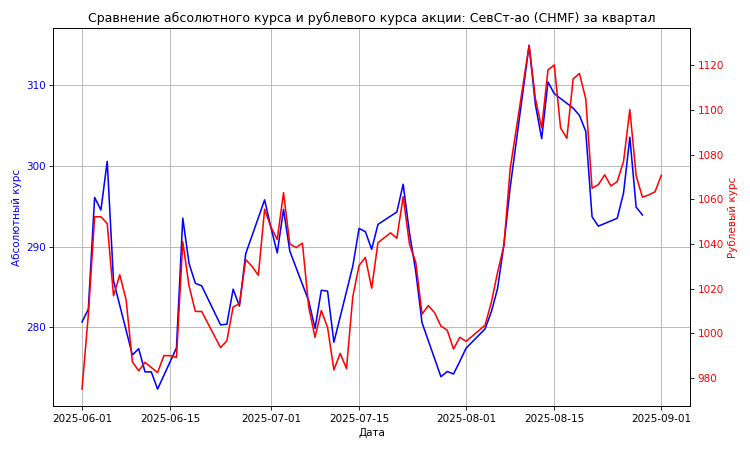 Сравнение абсолютного курса и рублевого курса акции: СевСт-ао (CHMF) за квартал
310
300
290
280
Абсолютный курс
1120
1100
1080
1060
1040
1020
1000
980
Рублевый курс
2025-06-01 2025-06-15 2025-07-01 2025-07-15 2025-08-01 2025-08-15 2025-09-01
Дата